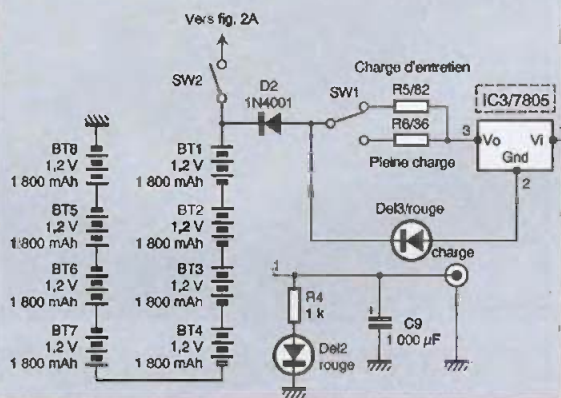 Vers fig. 2A
SW2
D2
1N4001
SW1
Charge d'entretien
R5/82
R6/36
Pleine charge
IC3/7805
3
Vo
Vi
Gnd
2
1
BT8
1,2 V
1 800 mAh
BT5
1,2 V
1 800 mAh
BT6
1,2 V
1 800 mAh
BT7
1,2 V
1 800 mAh
BT1
1,2 V
1 800 mAh
BT2
1,2 V
1 800 mAh
BT3
1,2 V
1 800 mAh
BT4
1,2 V
1 800 mAh
Del3/rouge
charge
1
R4
1 k
Del2
rouge
+
C9
1 000 µF